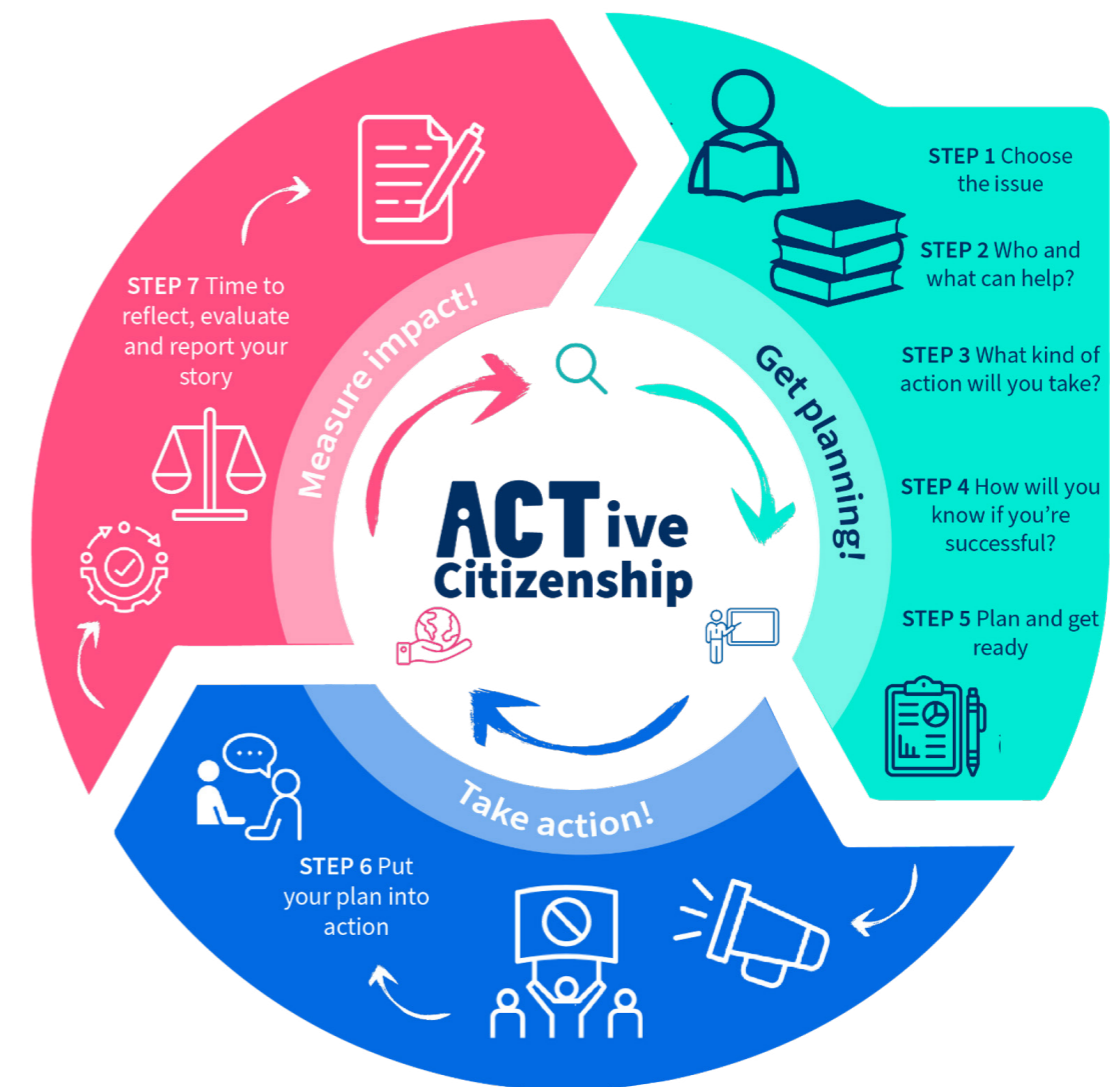 STEP 1 Choose
the issue
STEP 2 Who and
what can help?
STEP 3 What kind of
action will you take?
STEP 4 How will you
know if you're
successful?
STEP 5 Plan and get
ready
Get planning!
Take action!
STEP 6 Put
your plan into
action
Measure impact!
STEP 7 Time to
reflect, evaluate
and report your
story
ACTive
Citizenship